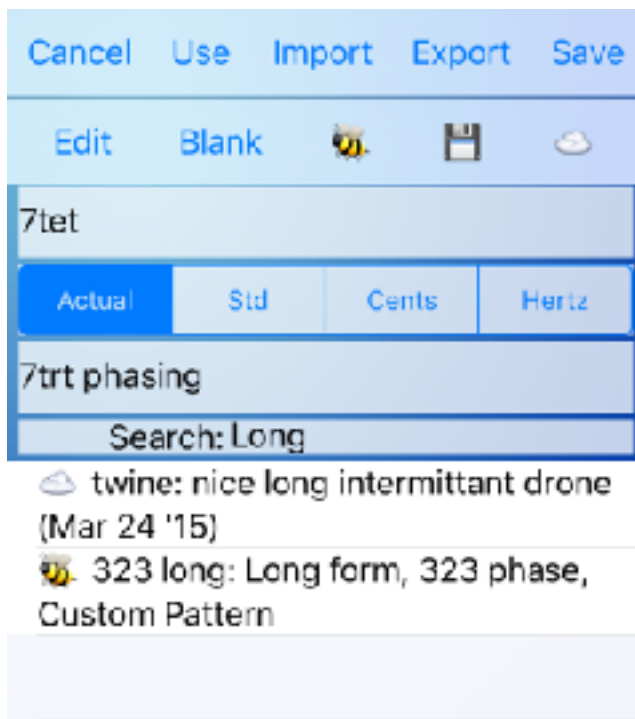 Cancel Use Import Export Save
Edit Blank
7tet
Actual Std Cents Hertz
7trt phasing
Search: Long
twine: nice long intermittant drone
(Mar 24 '15)
323 long: Long form, 323 phase,
Custom Pattern